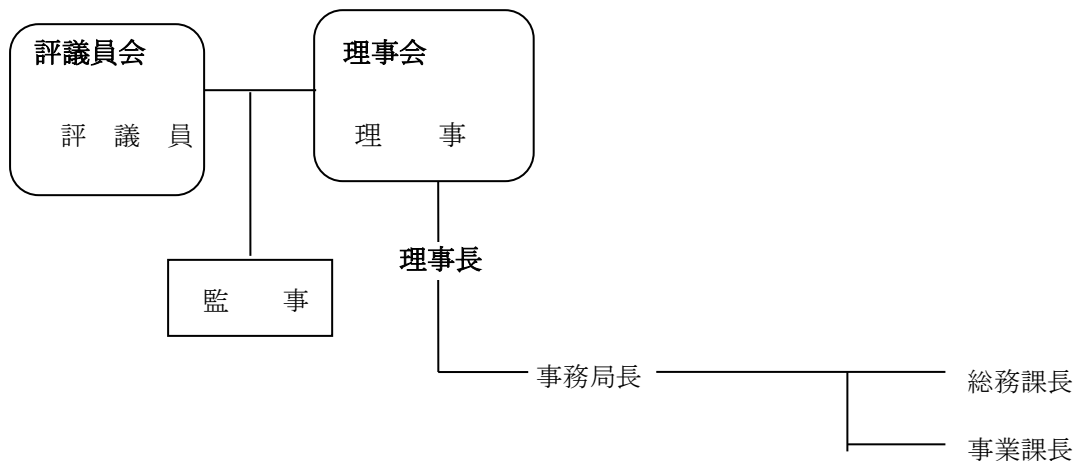 評議員会
評議員
理事会
理事
監事
理事長
事務局長
総務課長
事業課長